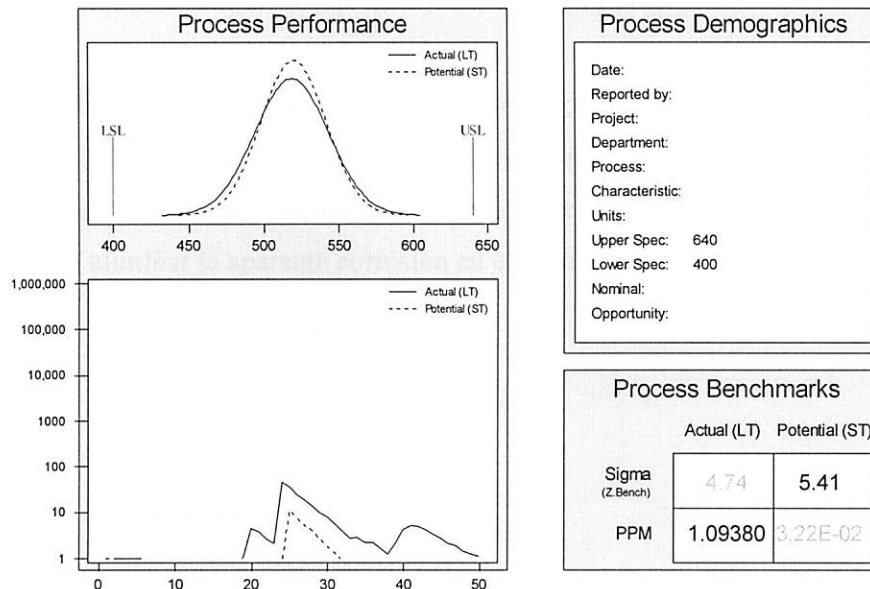 Process Performance
Actual (LT)
Potential (ST)
LSL
USL
400 450 500 550 600 650
1,000,000
100,000
10,000
1000
100
10
1
Actual (LT)
Potential (ST)
0 10 20 30 40 50
Process Demographics
Date:
Reported by:
Project:
Department:
Process:
Characteristic:
Units:
Upper Spec: 640
Lower Spec: 400
Nominal:
Opportunity:
Process Benchmarks
Actual (LT) Potential (ST)
Sigma 4.74 5.41
(Z.Bench)
PPM 1.09380 3.22E-02